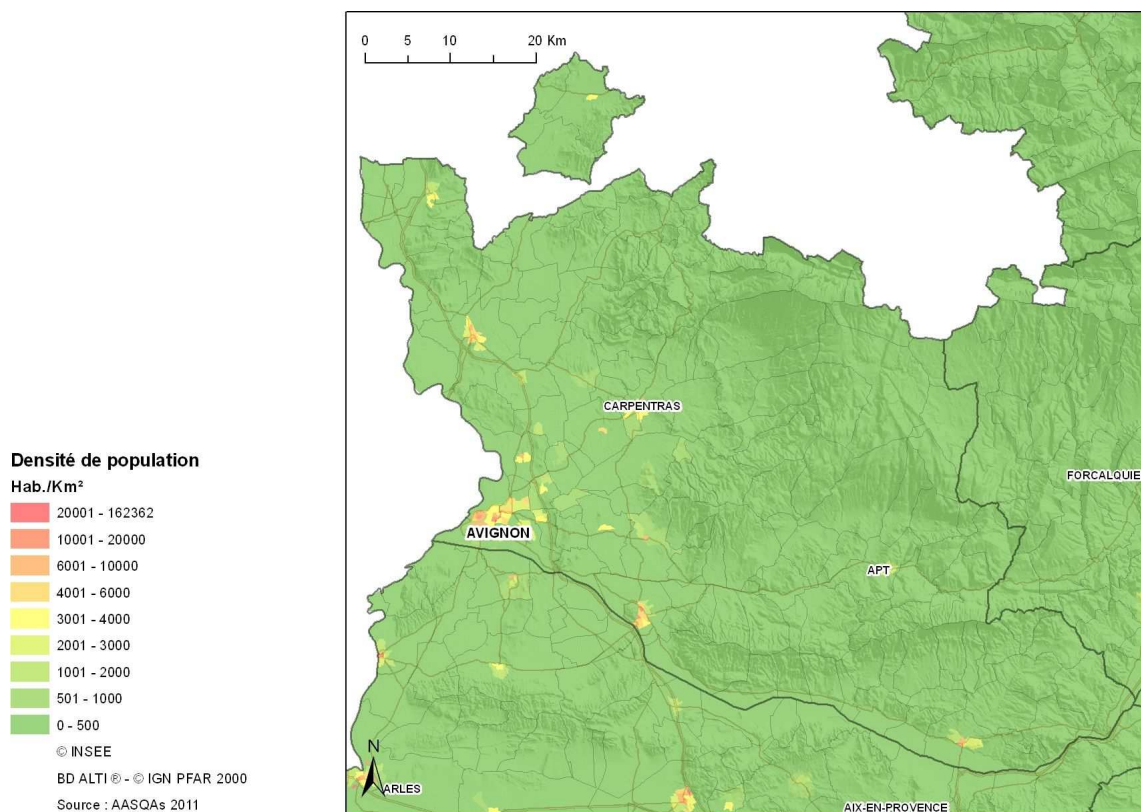 0 5 10 20 Km
CARPENTRAS
FORCALQUIE
AVIGNON
APT
N
ARLES
AIX-EN-PROVENCE
Densité de population
Hab./Km²
20001 - 162362
10001 - 20000
6001 - 10000
4001 - 6000
3001 - 4000
2001 - 3000
1001 - 2000
501 - 1000
0 - 500
© INSEE
BD ALTI ® - © IGN PFAR 2000
Source : AASQAs 2011